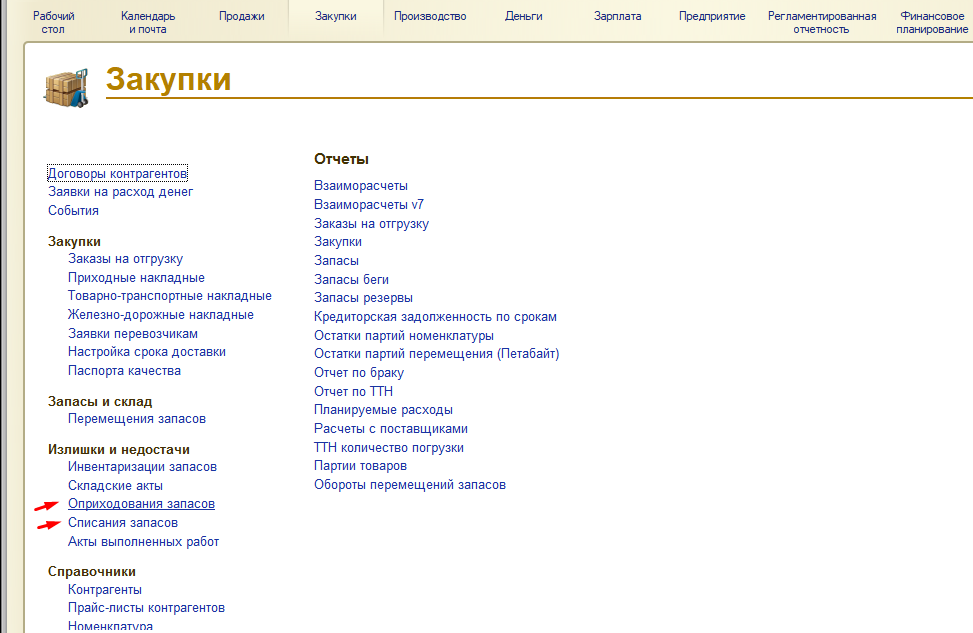 Рабочий
стол
Календарь
и почта
Продажи
Закупки
Производство
Деньги
Зарплата
Предприятие
Регламентированная
отчетность
Финансовое
планирование
Закупки
Договоры контрагентов
Заявки на расход денег
События
Закупки
Заказы на отгрузку
Приходные накладные
Товарно-транспортные накладные
Железно-дорожные накладные
Заявки перевозчикам
Настройка срока доставки
Паспорта качества
Запасы и склад
Перемещения запасов
Излишки и недостачи
Инвентаризации запасов
Складские акты
Оприходования запасов
Списания запасов
Акты выполненных работ
Справочники
Контрагенты
Прайс-листы контрагентов
Номенклатура
Отчеты
Взаиморасчеты
Взаиморасчеты v7
Заказы на отгрузку
Закупки
Запасы
Запасы беги
Запасы резервы
Кредиторская задолженность по срокам
Остатки партий номенклатуры
Остатки партий перемещения (Петабайт)
Отчет по браку
Отчет по ТТН
Планируемые расходы
Расчеты с поставщиками
ТТН количество погрузки
Партии товаров
Обороты перемещений запасов